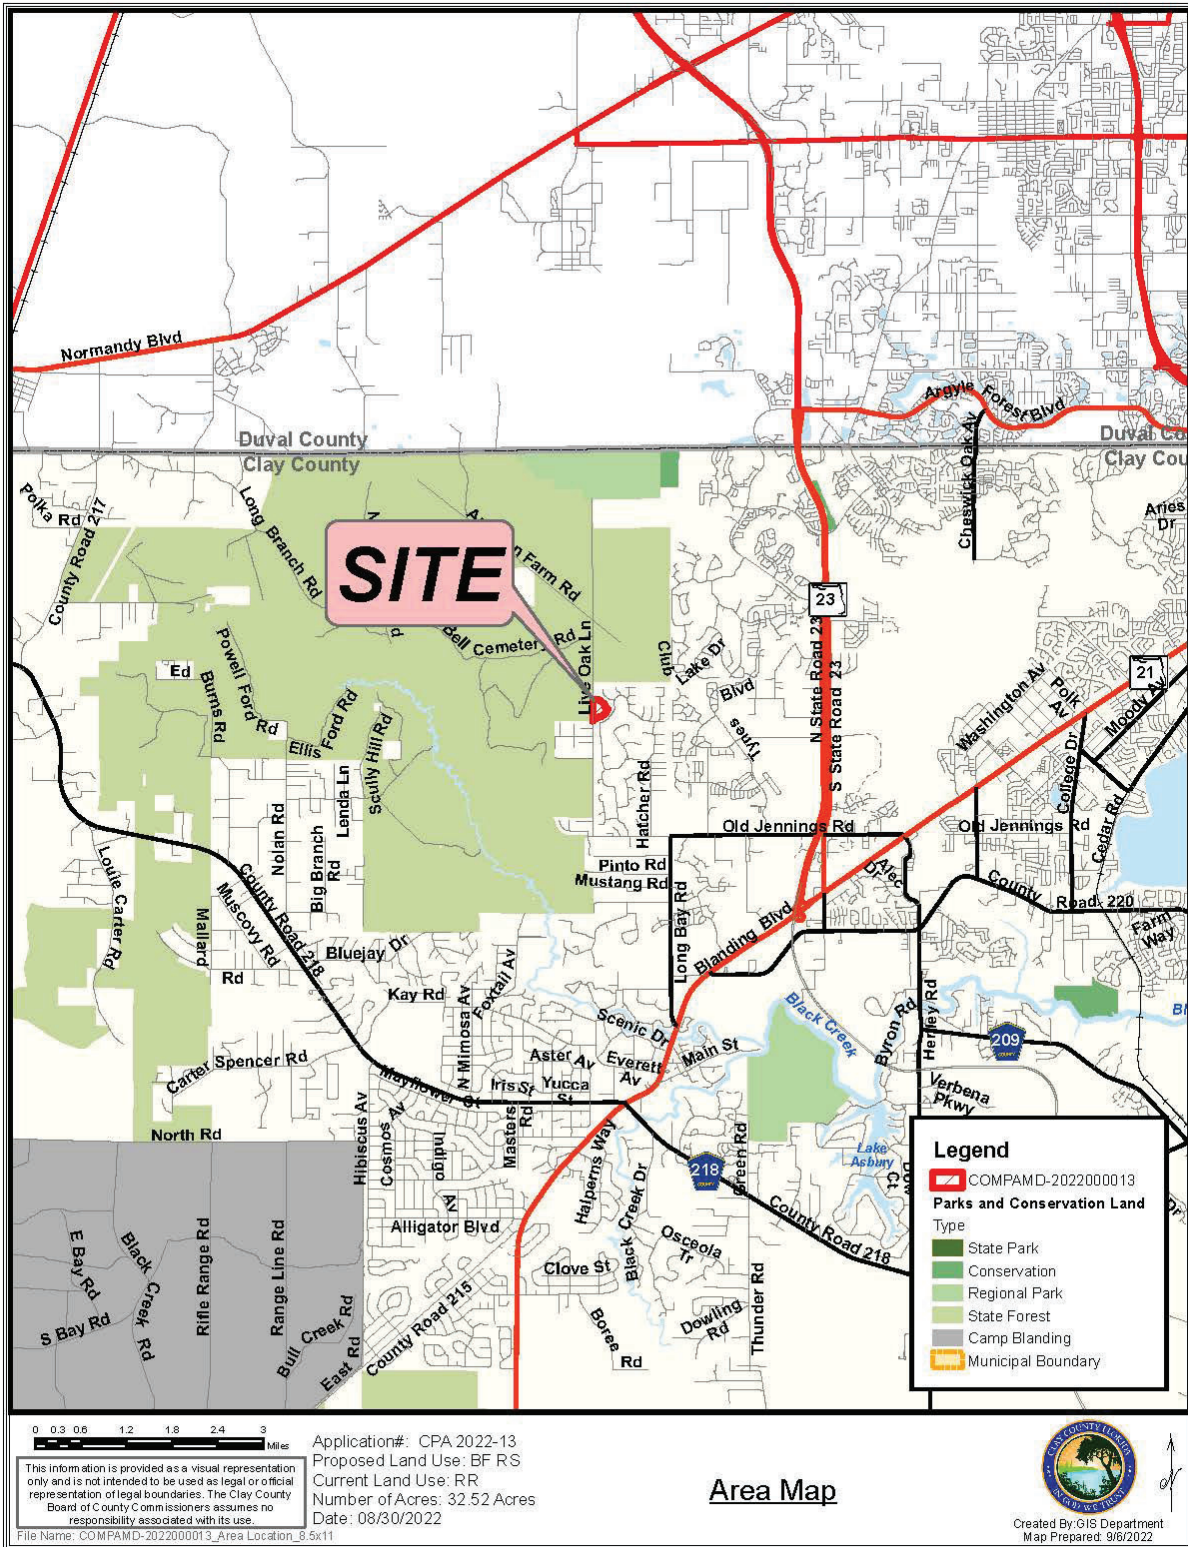 Normandy Blvd
Argyle Forest Blvd
Duval County
Clay County
Duval Co
Clay Cou
Cheswick Oak Av
Aries Dr
Polka Rd
County Road 217
Long Branch Rd
n Farm Rd
SITE
Bell Cemetery Rd
Live Oak Ln
Club
Lake Dr
Blvd
Tynes
23
N State Road 23
S State Road 23
21
Washington Av
Polk Av
Moody Av
College Dr
Cedar Rd
Ed
Burns Rd
Powell Ford Rd
Ellis Ford Rd
Scully Hill Rd
Lenda Ln
Nolan Rd
Big Branch Rd
Hatcher Rd
Old Jennings Rd
Old Jennings Rd
Pinto Rd
Mustang Rd
Long Bay Rd
Blanding Blvd
Alec Dr
County Road 220
Farm Way
Louie Carter Rd
Mallard Rd
Muscovy Rd
County Road 218
Bluejay Dr
Kay Rd
N Mimosa Av
Foxtail Av
Scenic Dr
Main St
Black Creek
Byron Rd
Henley Rd
209
COUNTY
Verbena Pkwy
Carter Spencer Rd
Mayflower Ct
Aster Av
Everett Av
Iris St
Yucca St
Masters Rd
North Rd
Hibiscus Av
Cosmos Av
Indigo Av
Alligator Blvd
Halperns Way
Black Creek Dr
218
COUNTY
Green Rd
County Road 218
Lake Asbury
Dow Ct
Dr
Osceola Tr
Clove St
Boree Rd
Dowling Rd
Thunder Rd
County Road 215
E Bay Rd
S Bay Rd
Black Creek Rd
Rifle Range Rd
Range Line Rd
Bull Creek Rd
East Rd
Legend
COMPAMD-2022000013
Parks and Conservation Land
Type
State Park
Conservation
Regional Park
State Forest
Camp Blanding
Municipal Boundary
0 0.3 0.6 1.2 1.8 2.4 3
Miles
This information is provided as a visual representation
only and is not intended to be used as legal or official
representation of legal boundaries. The Clay County
Board of County Commissioners assumes no
responsibility associated with its use.
File Name: COMPAMD-2022000013_Area Location_8.5x11
Application#: CPA 2022-13
Proposed Land Use: BF RS
Current Land Use: RR
Number of Acres: 32.52 Acres
Date: 08/30/2022
Area Map
CLAY COUNTY FLORIDA
IN GOD WE TRUST
N
Created By:GIS Department
Map Prepared: 9/6/2022